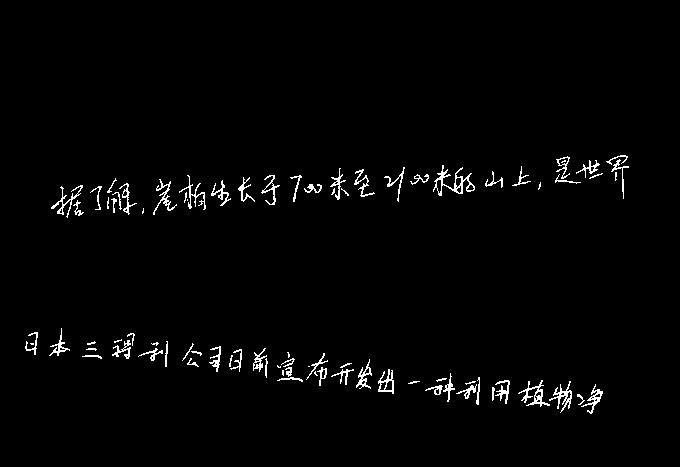 据了解，崖柏生长于700米至2100米的山上，是世界
日本三得利公司日前宣布开发出一种利用植物净